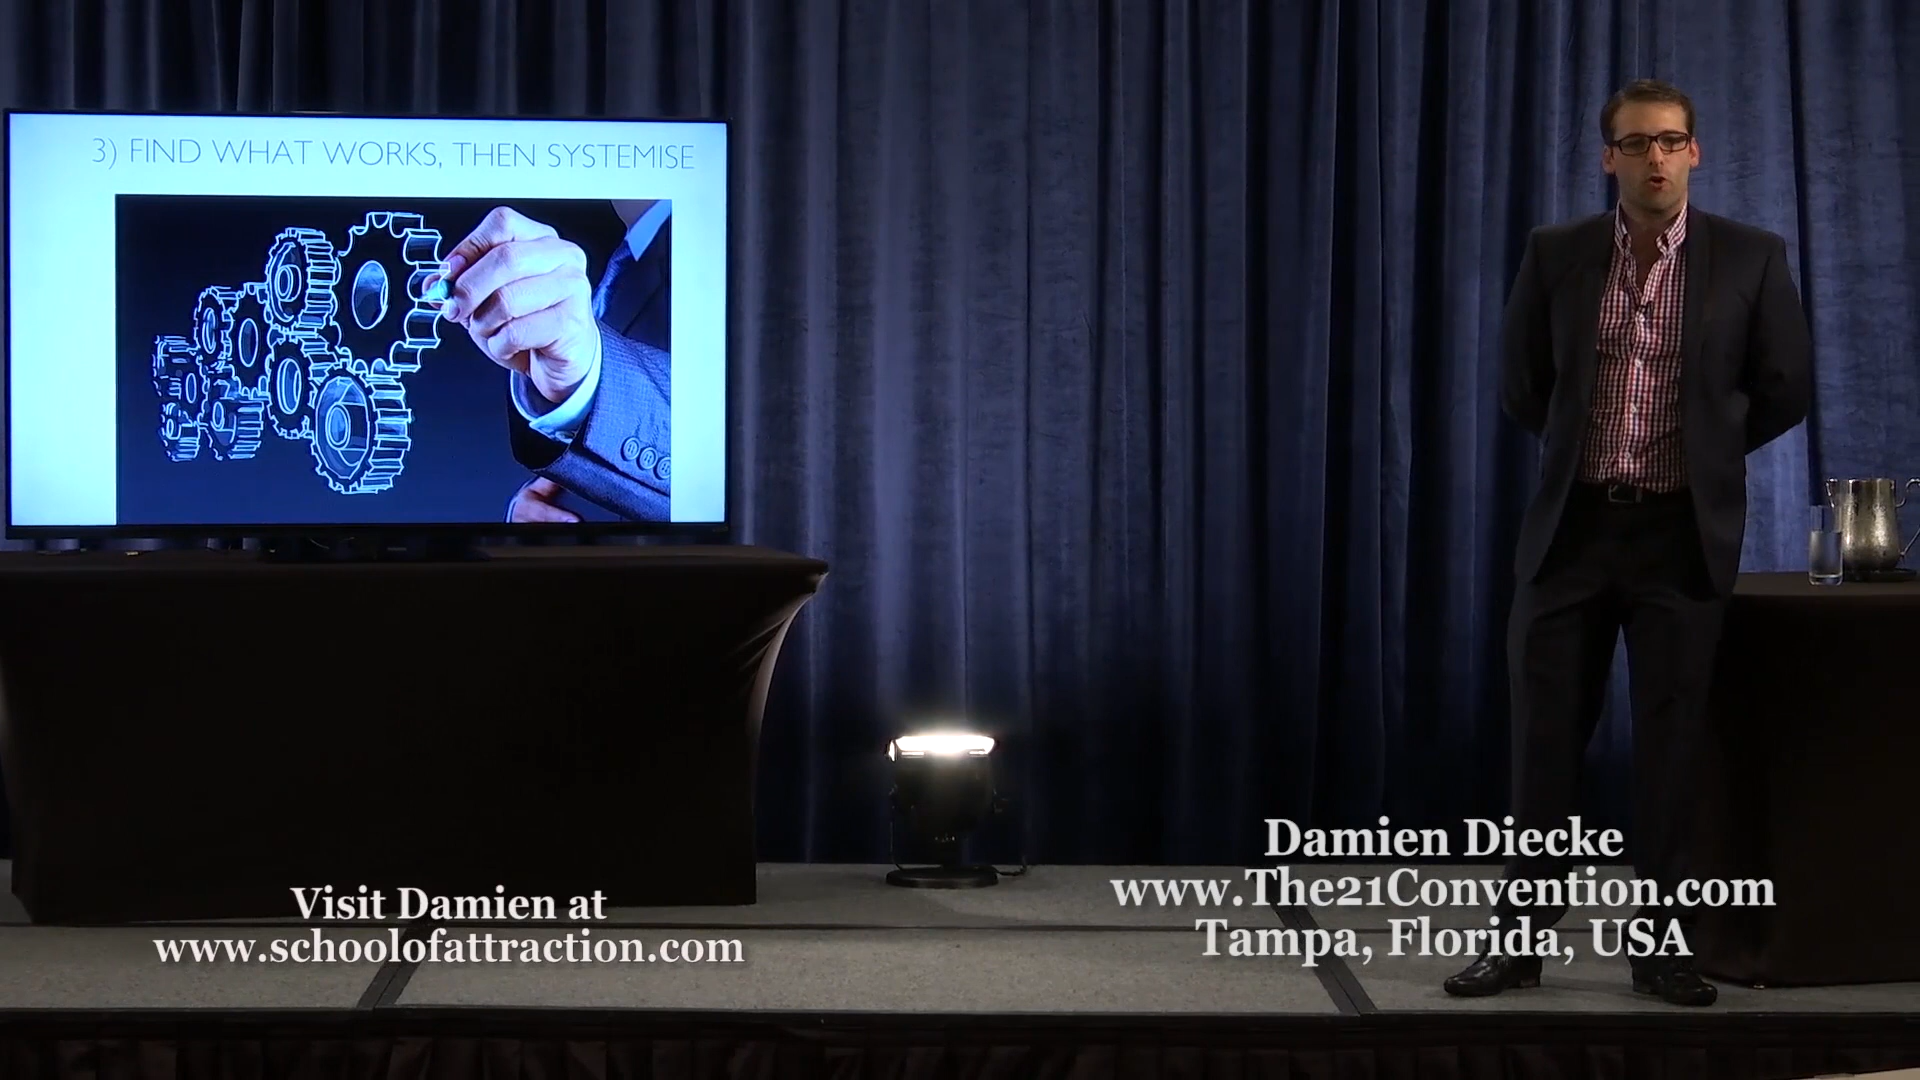 3) FIND WHAT WORKS, THEN SYSTEMISE
Visit Damien at
www.schoolofattraction.com
Damien Diecke
www.The21Convention.com
Tampa, Florida, USA